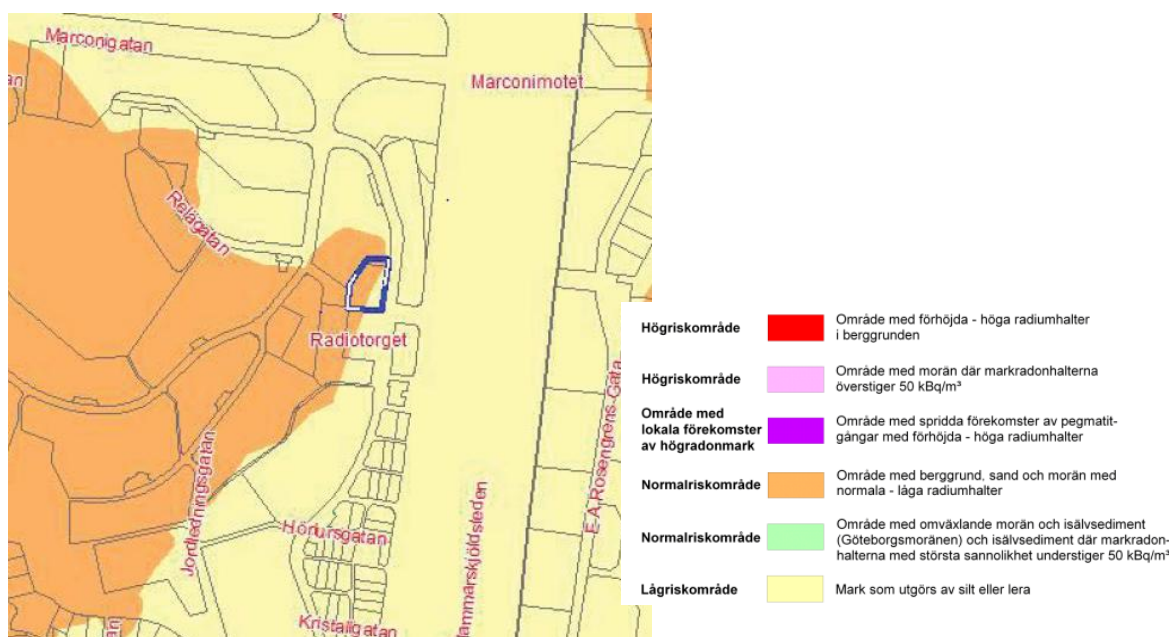 Marconigatan
Marconimotet
Relägatan
Radiotorget
E.A.Rosengrens-Gata
Jordledningsgatan
Hörlursgatan
Hammarskjöldsleden
Kristallgatan
Högriskområde
Område med förhöjda - höga radiumhalter
i berggrunden
Högriskområde
Område med morän där markradonhalterna
överstiger 50 kBq/m³
Område med
lokala förekomster
av högradonmark
Område med spridda förekomster av pegmatit-
gångar med förhöjda - höga radiumhalter
Normalriskområde
Område med berggrund, sand och morän med
normala - låga radiumhalter
Normalriskområde
Område med omväxlande morän och isälvsediment
(Göteborgsmoränen) och isälvsediment där markradon-
halterna med största sannolikhet understiger 50 kBq/m³
Lågriskområde
Mark som utgörs av silt eller lera